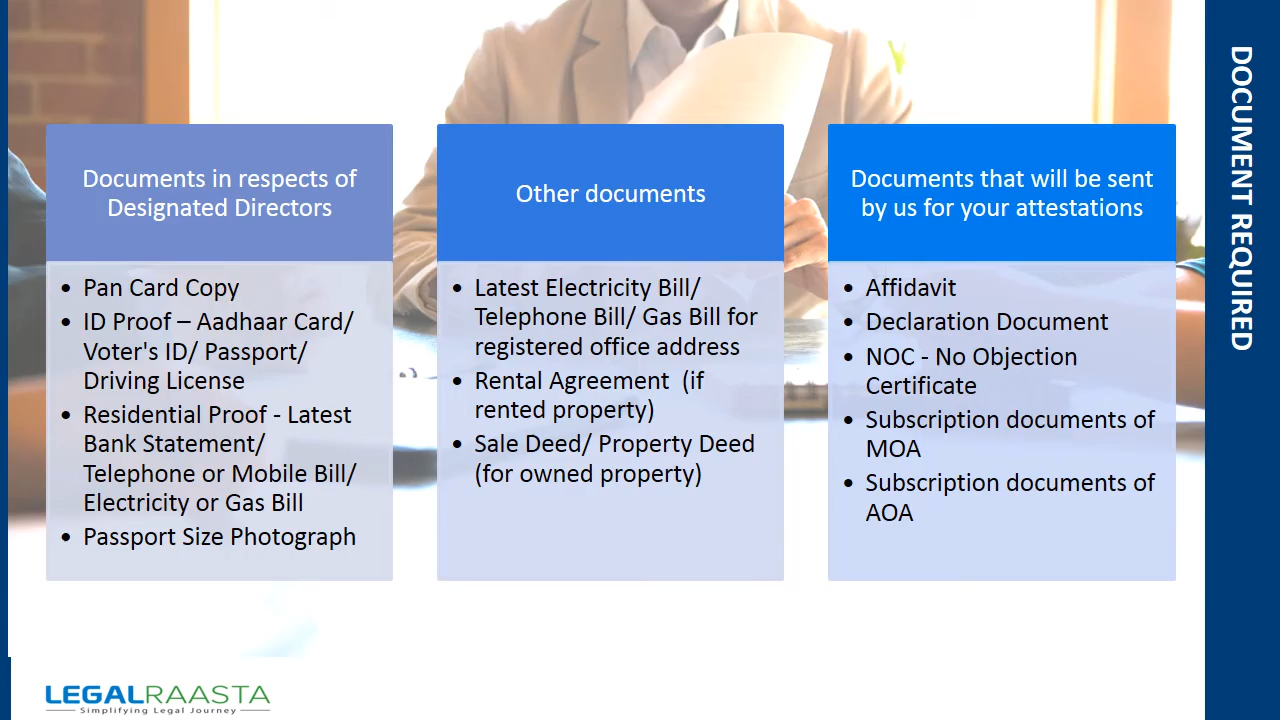 DOCUMENT REQUIRED
Documents in respects of
Designated Directors
• Pan Card Copy
• ID Proof – Aadhaar Card/
Voter's ID/ Passport/
Driving License
• Residential Proof - Latest
Bank Statement/
Telephone or Mobile Bill/
Electricity or Gas Bill
• Passport Size Photograph
Other documents
• Latest Electricity Bill/
Telephone Bill/ Gas Bill for
registered office address
• Rental Agreement  (if
rented property)
• Sale Deed/ Property Deed
(for owned property)
Documents that will be sent
by us for your attestations
• Affidavit
• Declaration Document
• NOC - No Objection
Certificate
• Subscription documents of
MOA
• Subscription documents of
AOA
LEGALRAASTA
Simplifying Legal Journey